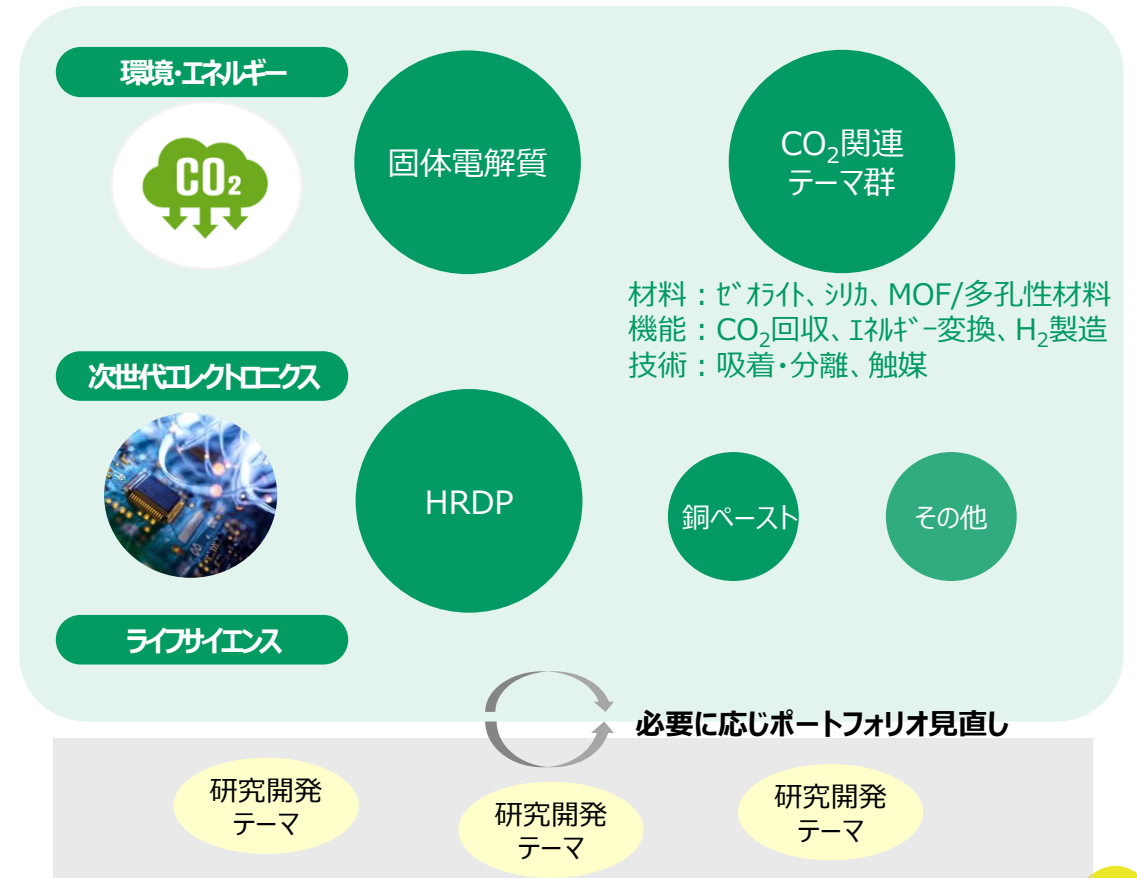 環境・エネルギー
CO2
固体電解質
CO2関連
テーマ群
材料：ｾﾞｵﾗｲﾄ、ｼﾘｶ、MOF/多孔性材料
機能：CO2回収、ｴﾈﾙｷﾞｰ変換、H2製造
技術：吸着・分離、触媒
次世代エレクトロニクス
HRDP
銅ペースト
その他
ライフサイエンス
必要に応じポートフォリオ見直し
研究開発
テーマ
研究開発
テーマ
研究開発
テーマ